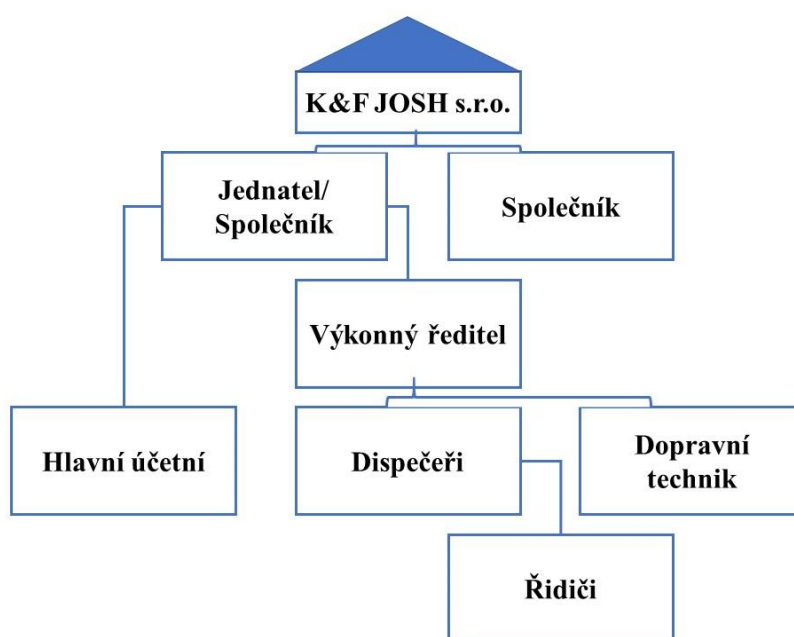 K&F JOSH s.r.o.
Jednatel/
Společník
Společník
Výkonný ředitel
Hlavní účetní
Dispečeři
Dopravní
technik
Řidiči